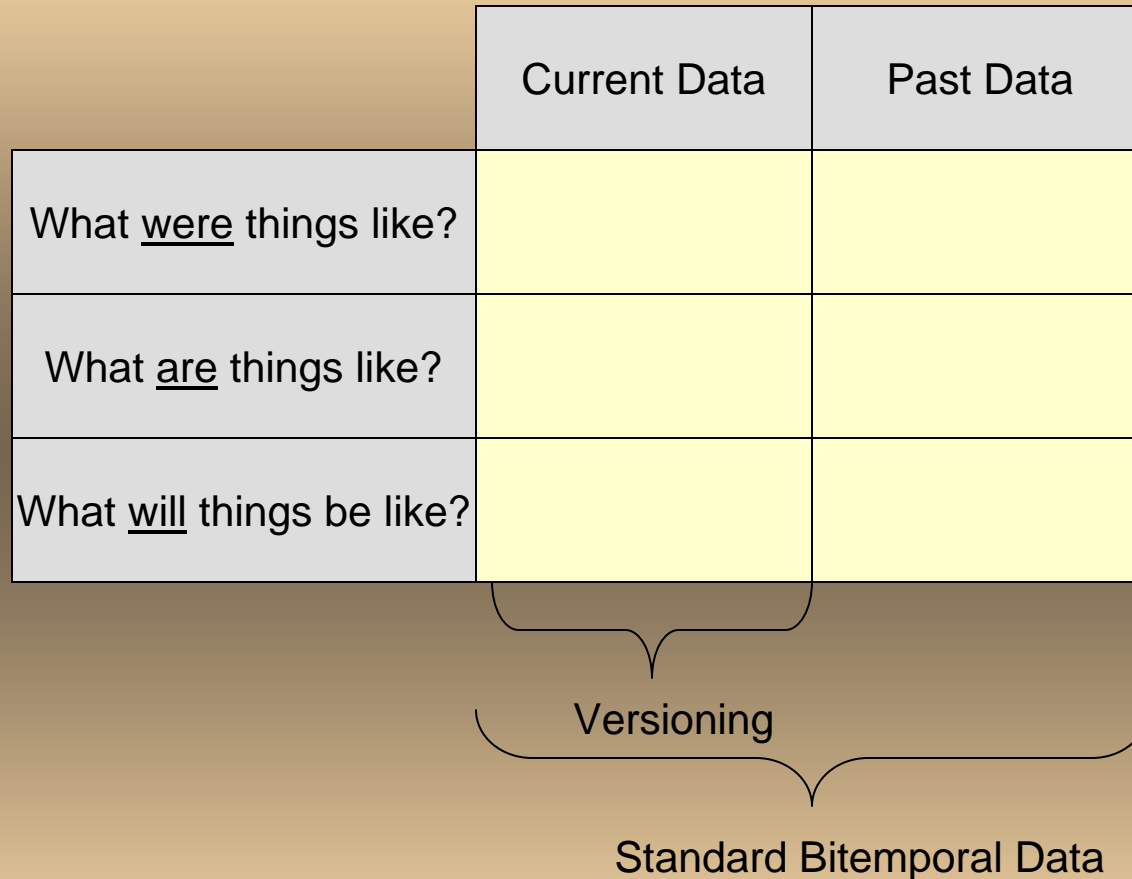 Current Data
Past Data
What were things like?
What are things like?
What will things be like?
Versioning
Standard Bitemporal Data